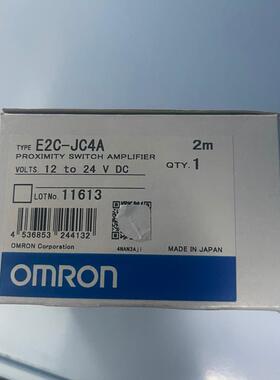 TYPE E2C-JC4A 2m
PROXIMITY SWITCH AMPLIFIER
VOLTS. 12 to 24 V DC QTY. 1
LOT No. 11613
4 536853 244132
4NAN3Aji
OMRON Corporation MADE IN JAPAN
OMRON